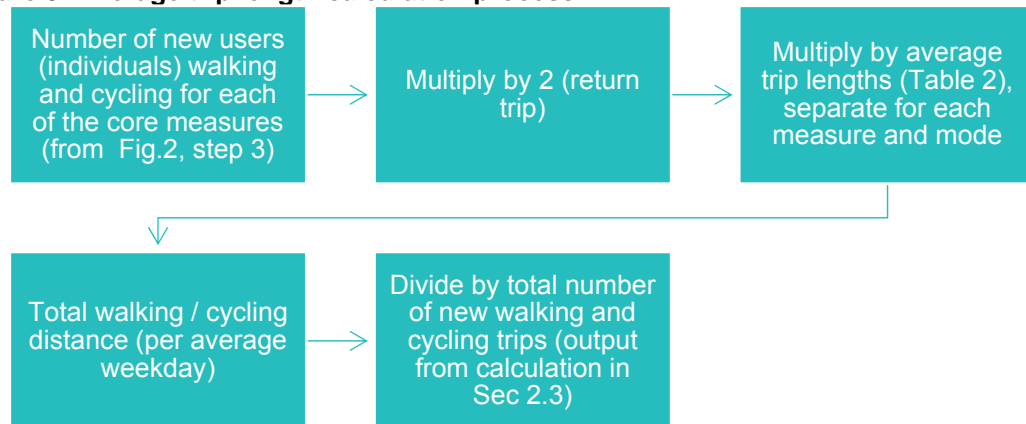 Number of new users
(individuals) walking
and cycling for each
of the core measures
(from Fig.2, step 3)
Multiply by 2 (return
trip)
Multiply by average
trip lengths (Table 2),
separate for each
measure and mode
Total walking / cycling
distance (per average
weekday)
Divide by total number
of new walking and
cycling trips (output
from calculation in
Sec 2.3)